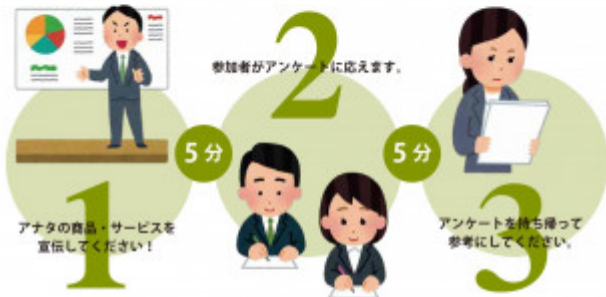 1
アナタの商品・サービスを
宣伝してください！
5分
2
参加者がアンケートに応えます。
5分
3
アンケートを持ち帰って
参考にしてください。